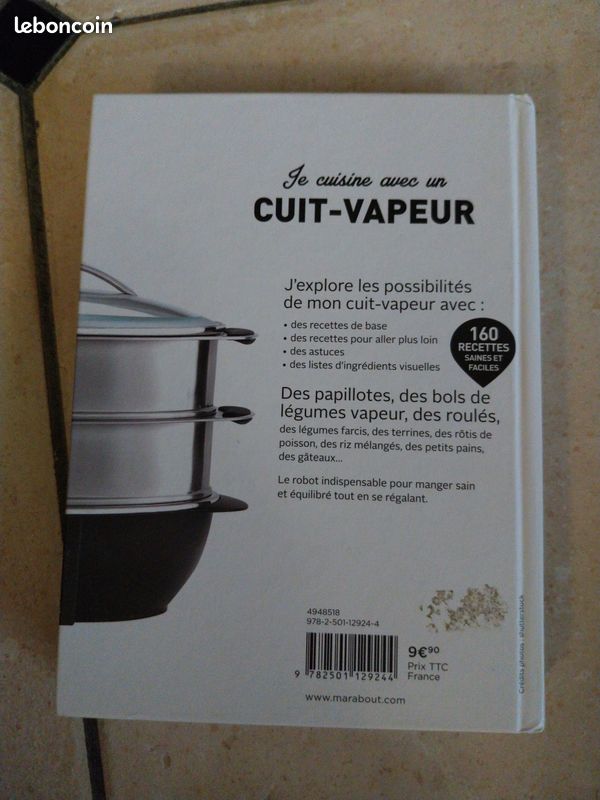 leboncoin
Je cuisine avec un
CUIT-VAPEUR
J'explore les possibilités
de mon cuit-vapeur avec :
• des recettes de base
• des recettes pour aller plus loin
• des astuces
• des listes d'ingrédients visuelles
160
RECETTES
SAINES ET
FACILES
Des papillotes, des bols de
légumes vapeur, des roulés,
des légumes farcis, des terrines, des rôtis de
poisson, des riz mélangés, des petits pains,
des gâteaux...
Le robot indispensable pour manger sain
et équilibré tout en se régalant.
4948518
978-2-501-12924-4
9 782501 129244
9€90
Prix TTC
France
www.marabout.com
Crédits photos : shutterstock